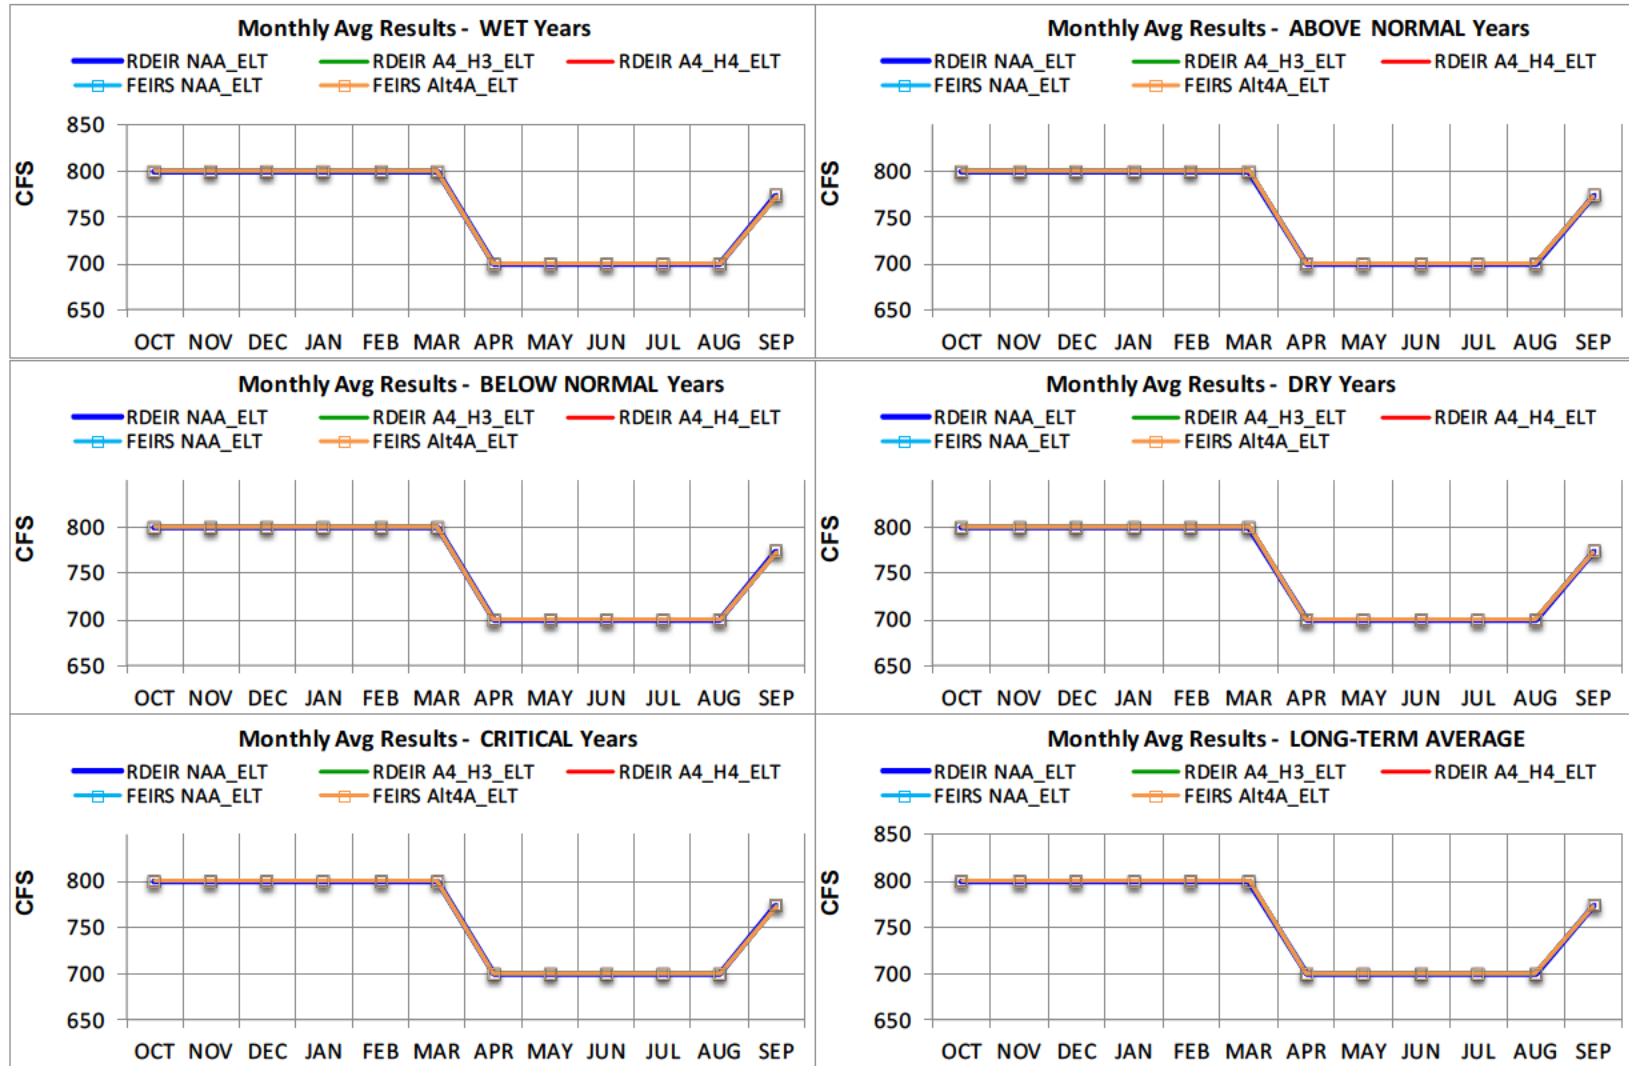 Monthly Avg Results - WET Years
RDEIR NAA_ELT RDEIR A4_H3_ELT RDEIR A4_H4_ELT
FEIRS NAA_ELT FEIRS Alt4A_ELT
CFS
850
800
750
700
650
OCT NOV DEC JAN FEB MAR APR MAY JUN JUL AUG SEP
Monthly Avg Results - ABOVE NORMAL Years
RDEIR NAA_ELT RDEIR A4_H3_ELT RDEIR A4_H4_ELT
FEIRS NAA_ELT FEIRS Alt4A_ELT
CFS
800
750
700
650
OCT NOV DEC JAN FEB MAR APR MAY JUN JUL AUG SEP
Monthly Avg Results - BELOW NORMAL Years
RDEIR NAA_ELT RDEIR A4_H3_ELT RDEIR A4_H4_ELT
FEIRS NAA_ELT FEIRS Alt4A_ELT
CFS
800
750
700
650
OCT NOV DEC JAN FEB MAR APR MAY JUN JUL AUG SEP
Monthly Avg Results - DRY Years
RDEIR NAA_ELT RDEIR A4_H3_ELT RDEIR A4_H4_ELT
FEIRS NAA_ELT FEIRS Alt4A_ELT
CFS
800
750
700
650
OCT NOV DEC JAN FEB MAR APR MAY JUN JUL AUG SEP
Monthly Avg Results - CRITICAL Years
RDEIR NAA_ELT RDEIR A4_H3_ELT RDEIR A4_H4_ELT
FEIRS NAA_ELT FEIRS Alt4A_ELT
CFS
800
750
700
650
OCT NOV DEC JAN FEB MAR APR MAY JUN JUL AUG SEP
Monthly Avg Results - LONG-TERM AVERAGE
RDEIR NAA_ELT RDEIR A4_H3_ELT RDEIR A4_H4_ELT
FEIRS NAA_ELT FEIRS Alt4A_ELT
CFS
850
800
750
700
650
OCT NOV DEC JAN FEB MAR APR MAY JUN JUL AUG SEP